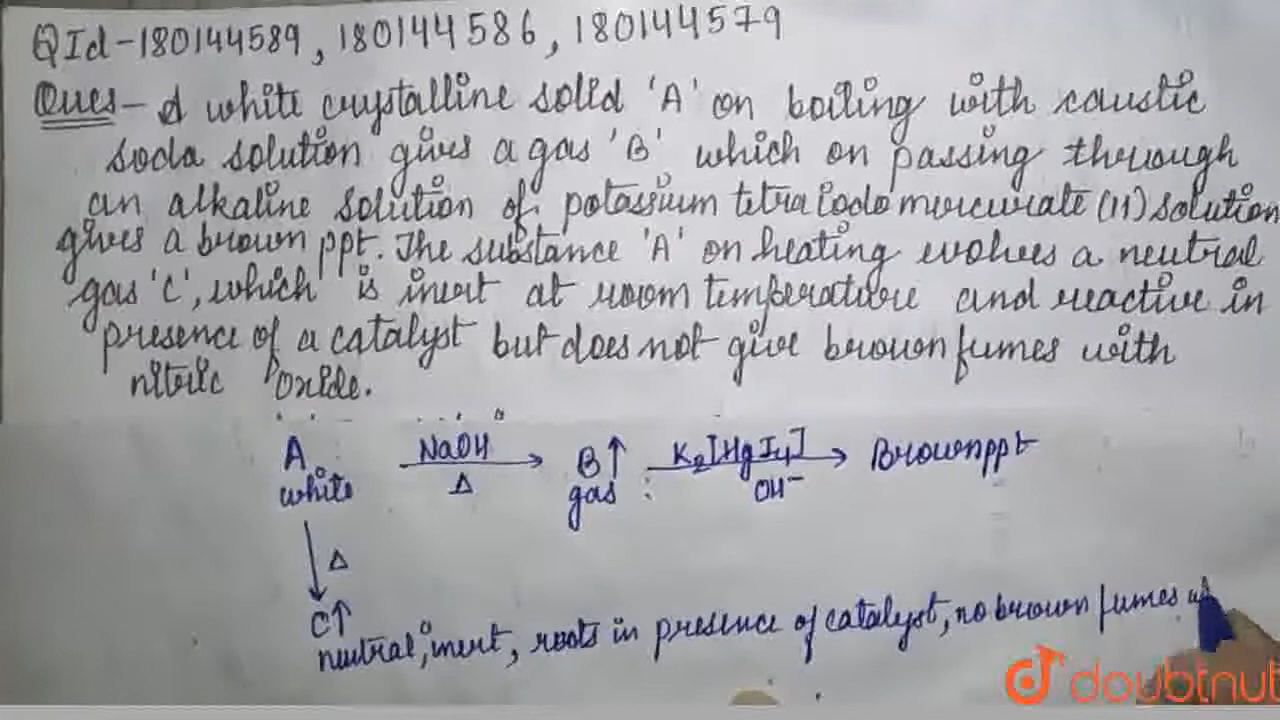 QId-180144589, 180144586, 180144579
Ques- A white crystalline solid 'A' on boiling with caustic
soda solution gives a gas 'B' which on passing through
an alkaline solution of potassium tetra iodo mercurate (11) solution
gives a brown ppt. The substance 'A' on heating evolves a neutral
gas 'C', which is inert at room temperature and reactive in
presence of a catalyst but does not give brown fumes with
nitric oxide.
A NaOH B↑ K2[HgI4] Brown ppt
white Δ gas : OH-
Δ
C↑
neutral, inert, reacts in presence of catalyst, no brown fumes
doubtnut